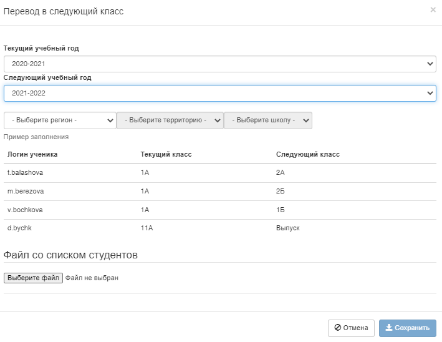 Перевод в следующий класс ×
Текущий учебный год
2020-2021
Следующий учебный год
2021-2022
- Выберите регион - - Выберите территорию - - Выберите школу -
Пример заполнения
Логин ученика Текущий класс Следующий класс
f.balashova 1А 2А
m.berezova 1А 2Б
v.bochkova 1А 1Б
d.bychk 11А Выпуск
Файл со списком студентов
Выберите файл Файл не выбран
Отмена Сохранить